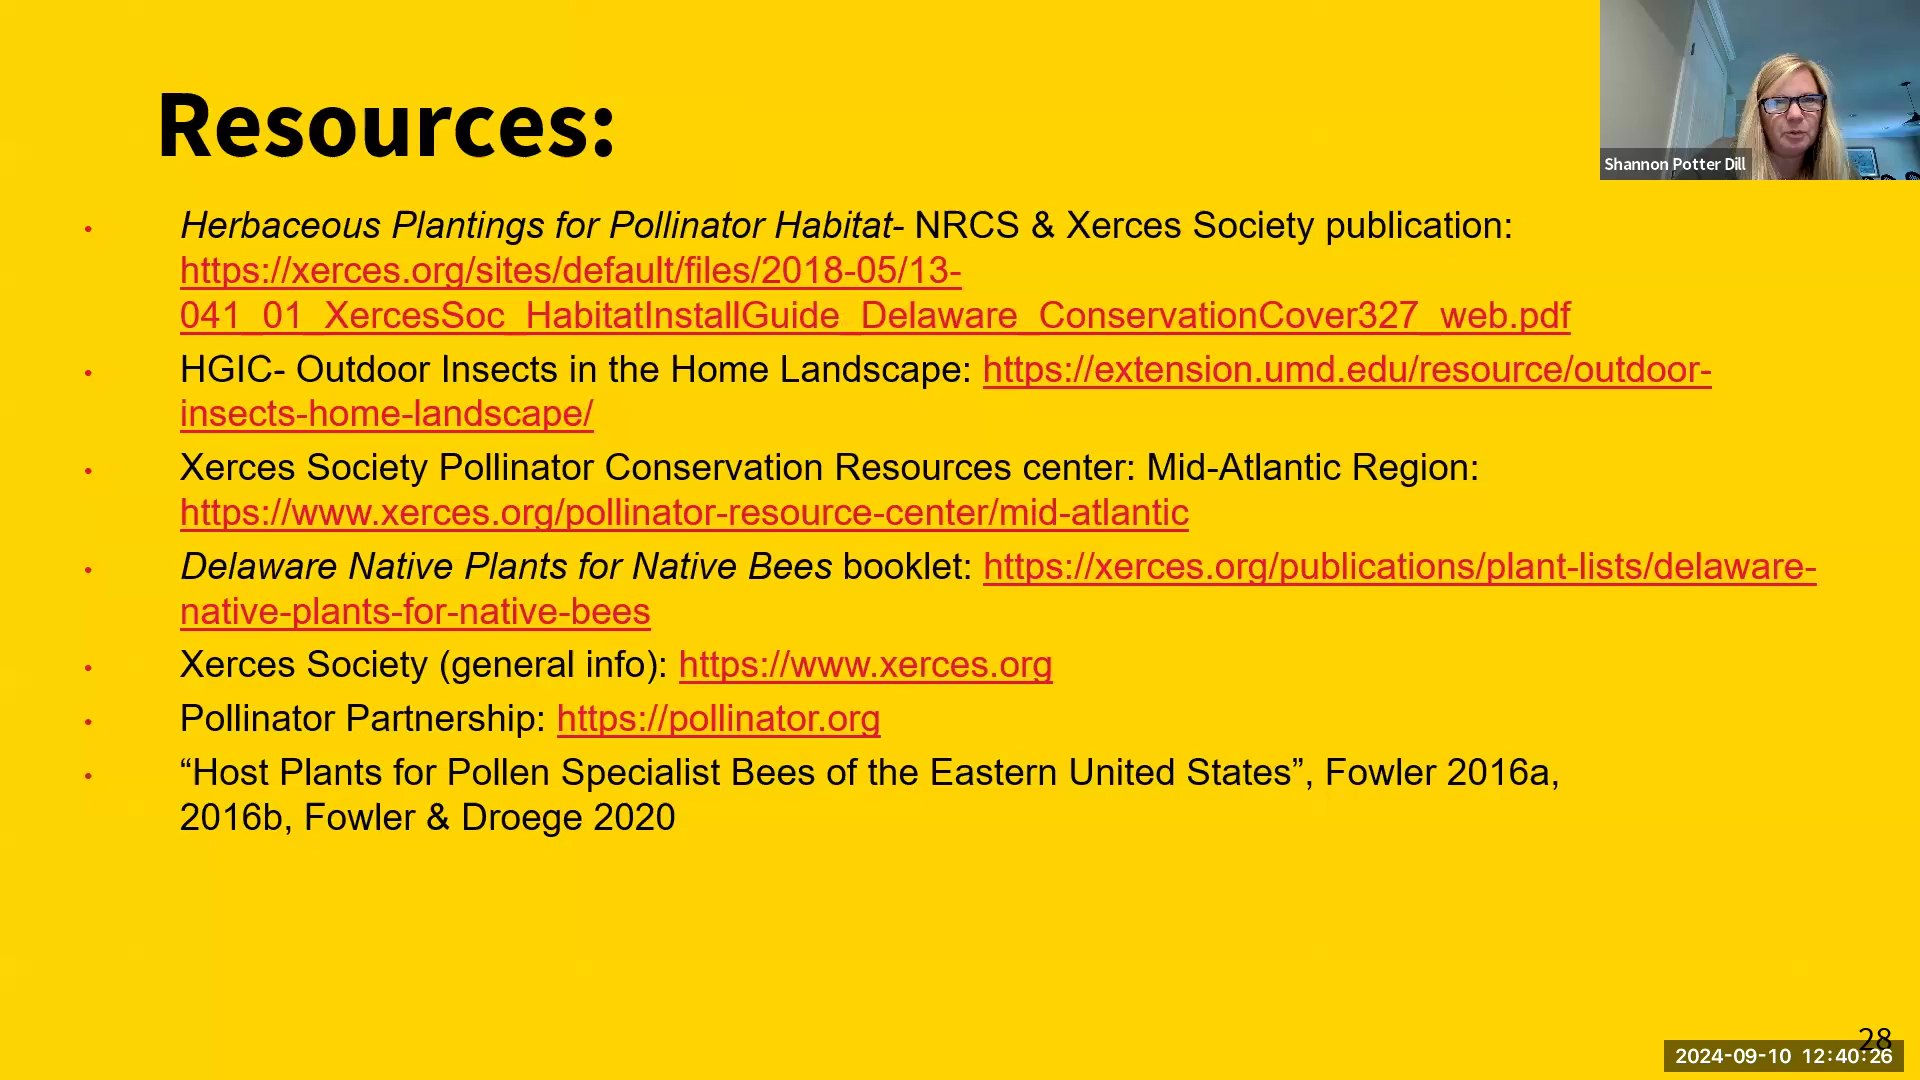 Resources:
Shannon Potter Dill
• Herbaceous Plantings for Pollinator Habitat- NRCS & Xerces Society publication:
https://xerces.org/sites/default/files/2018-05/13-
041_01_XercesSoc_HabitatInstallGuide_Delaware_ConservationCover327_web.pdf
• HGIC- Outdoor Insects in the Home Landscape: https://extension.umd.edu/resource/outdoor-
insects-home-landscape/
• Xerces Society Pollinator Conservation Resources center: Mid-Atlantic Region:
https://www.xerces.org/pollinator-resource-center/mid-atlantic
• Delaware Native Plants for Native Bees booklet: https://xerces.org/publications/plant-lists/delaware-
native-plants-for-native-bees
• Xerces Society (general info): https://www.xerces.org
• Pollinator Partnership: https://pollinator.org
• “Host Plants for Pollen Specialist Bees of the Eastern United States”, Fowler 2016a,
2016b, Fowler & Droege 2020
28
2024-09-10 12:40:26